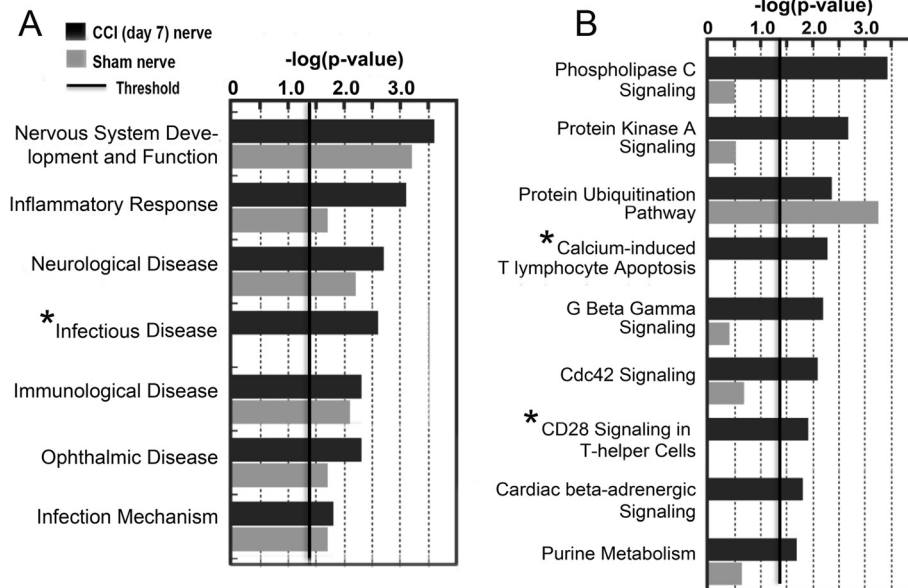 A
CCI (day 7) nerve
Sham nerve
Threshold
-log(p-value)
0 1.0 2.0 3.0
Nervous System Deve-
lopment and Function
Inflammatory Response
Neurological Disease
*Infectious Disease
Immunological Disease
Ophthalmic Disease
Infection Mechanism
B
-log(p-value)
0 1.0 2.0 3.0
Phospholipase C
Signaling
Protein Kinase A
Signaling
Protein Ubiquitination
Pathway
*Calcium-induced
T lymphocyte Apoptosis
G Beta Gamma
Signaling
Cdc42 Signaling
*CD28 Signaling in
T-helper Cells
Cardiac beta-adrenergic
Signaling
Purine Metabolism